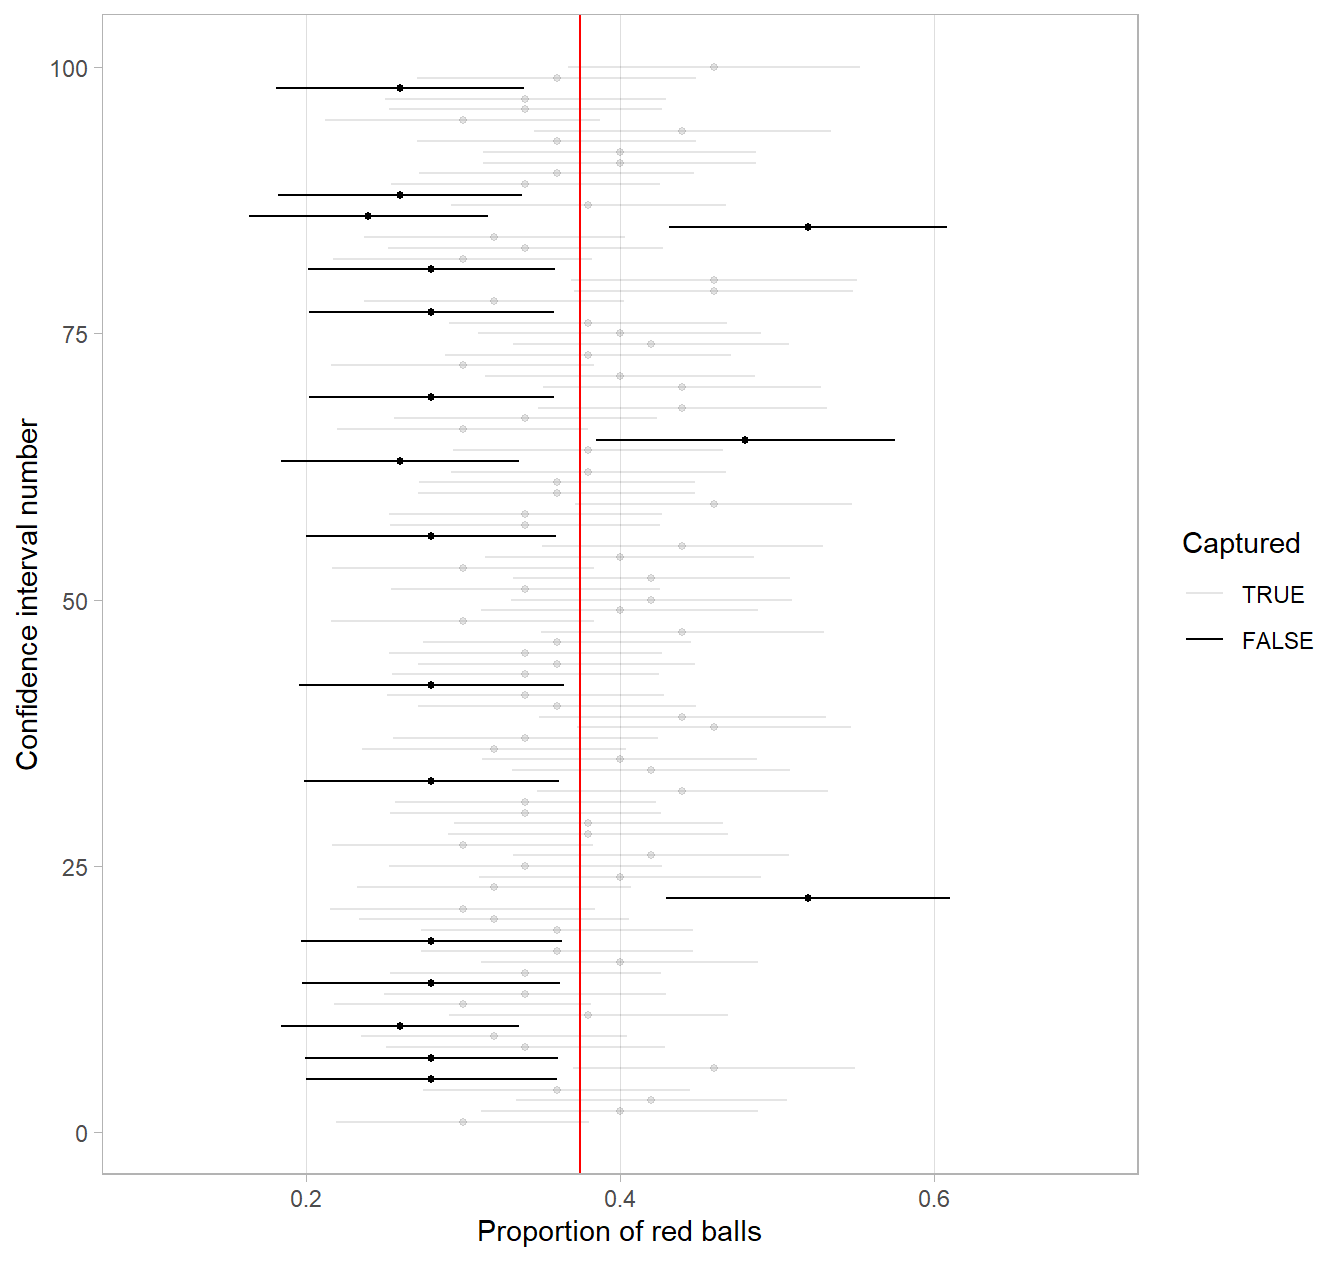 100
75
50
25
0
Confidence interval number
0.2
0.4
0.6
Proportion of red balls
Captured
TRUE
FALSE